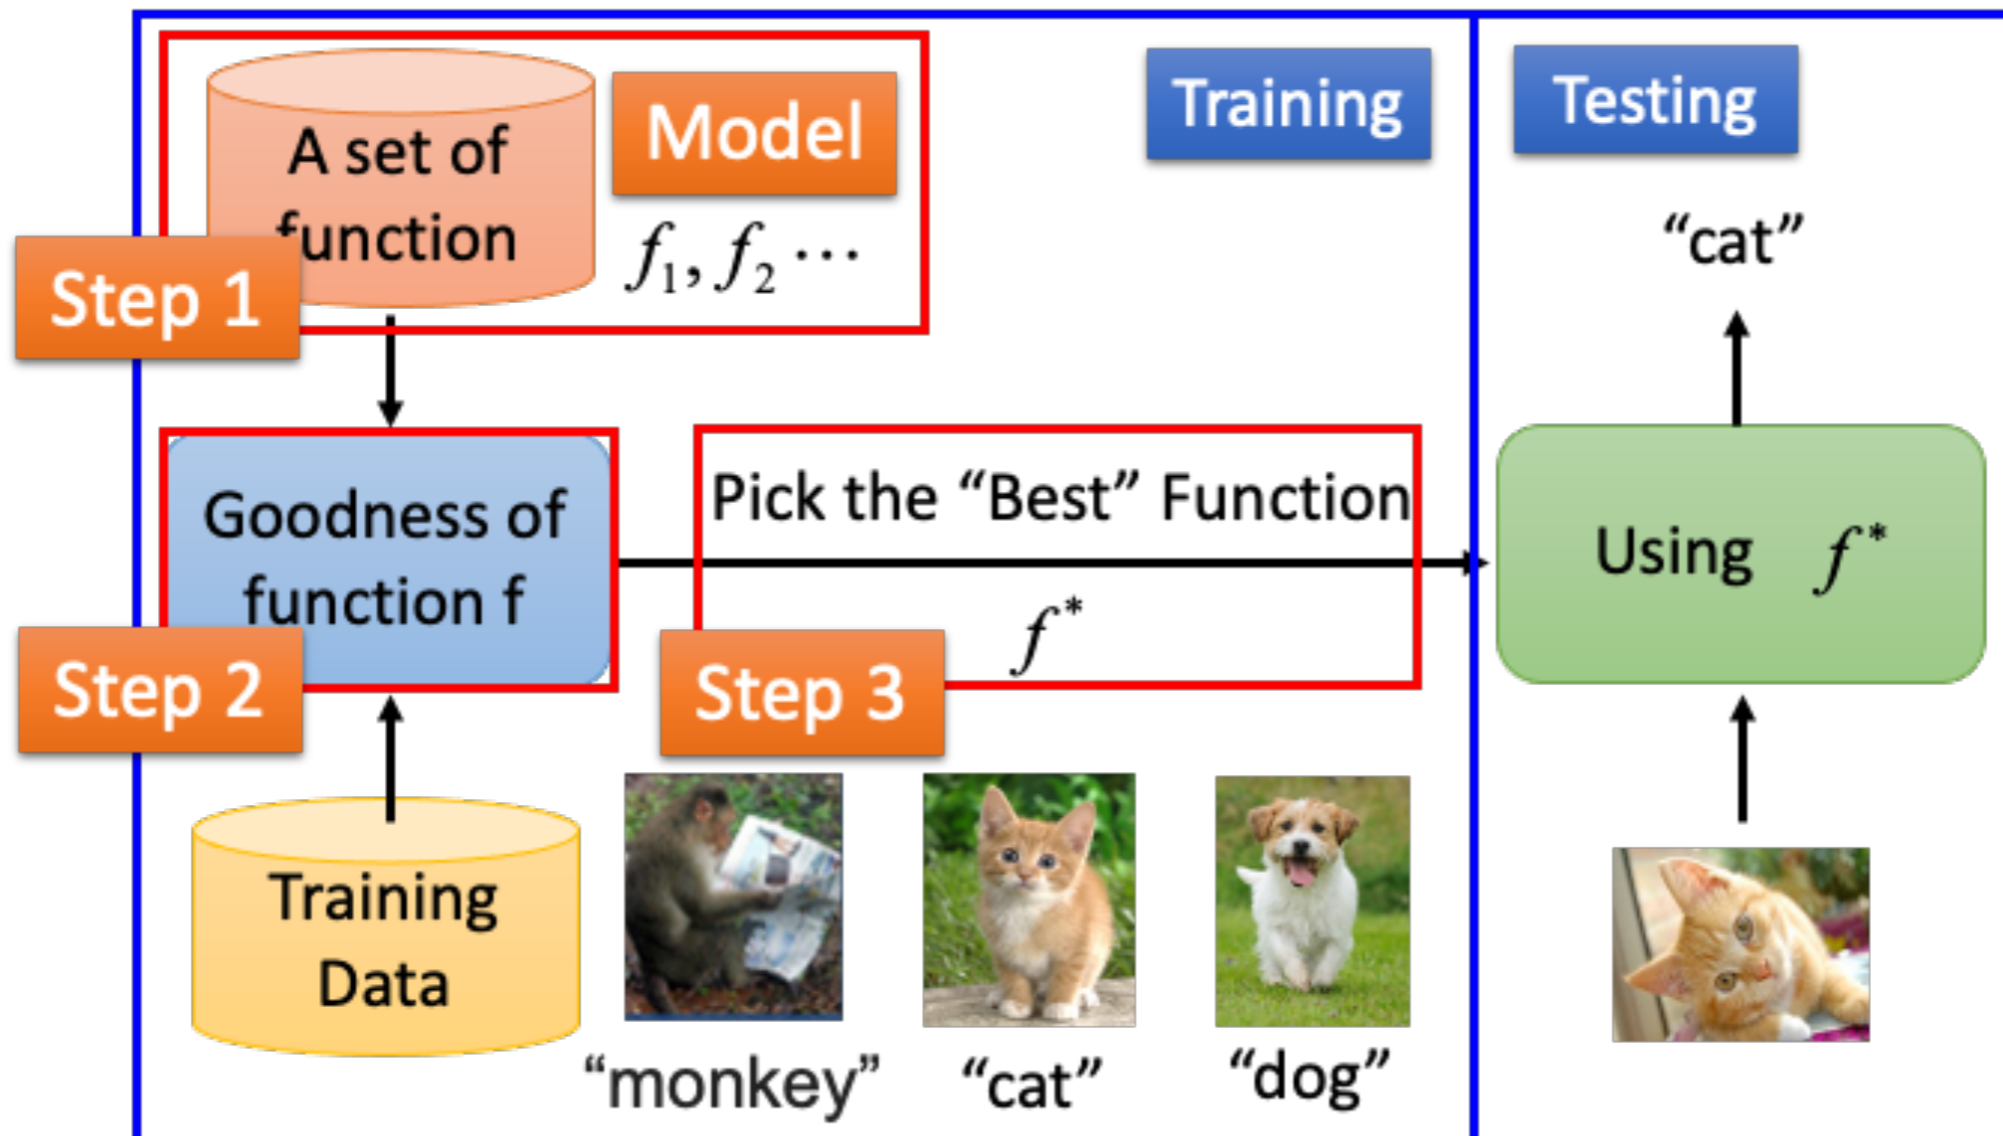 A set of
function
Model
f₁, f₂ ⋯
Step 1
Training
Goodness of
function f
Step 2
Pick the “Best” Function
f*
Step 3
Training
Data
“monkey”
“cat”
“dog”
Testing
“cat”
Using f*